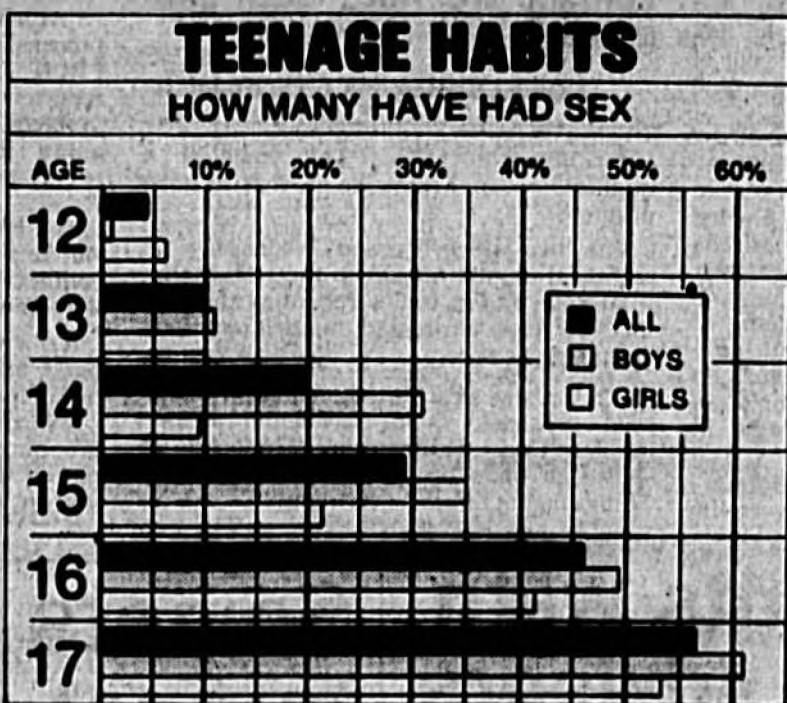 TEENAGE HABITS
HOW MANY HAVE HAD SEX
AGE 10% 20% 30% 40% 50% 60%
12
13
ALL
BOYS
GIRLS
14
15
16
17